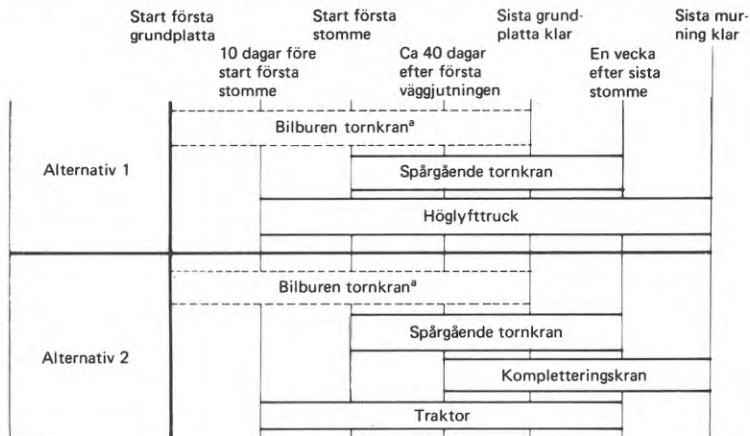 Start första
grundplatta
10 dagar före
start första
stomme
Start första
stomme
Ca 40 dagar
efter första
väggjutningen
Sista grund-
platta klar
En vecka
efter sista
stomme
Sista mur-
ning klar
Alternativ 1
Bilburen tornkranª
Spårgående tornkran
Höglyfttruck
Alternativ 2
Bilburen tornkranª
Spårgående tornkran
Kompletteringskran
Traktor